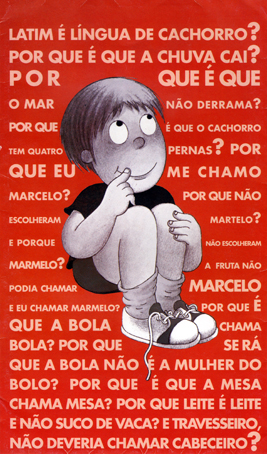 LATIM É LÍNGUA DE CACHORRO?
POR QUE É QUE A CHUVA CAI?
POR QUE É QUE
O MAR NÃO DERRAMA?
POR QUE É QUE O CACHORRO
TEM QUATRO PERNAS? POR
QUE EU ME CHAMO
MARCELO? POR QUE NÃO
ESCOLHERAM MARTELO?
E PORQUE NÃO ESCOLHERAM
MARMELO? A FRUTA NÃO
PODIA CHAMAR MARCELO
E EU CHAMAR MARMELO? POR QUE É
QUE A BOLA CHAMA
BOLA? POR QUE SERÁ
QUE A BOLA NÃO É A MULHER DO
BOLO? POR QUE É QUE A MESA
CHAMA MESA? POR QUE LEITE É LEITE
E NÃO SUCO DE VACA? E TRAVESSEIRO,
NÃO DEVERIA CHAMAR CABECEIRO?